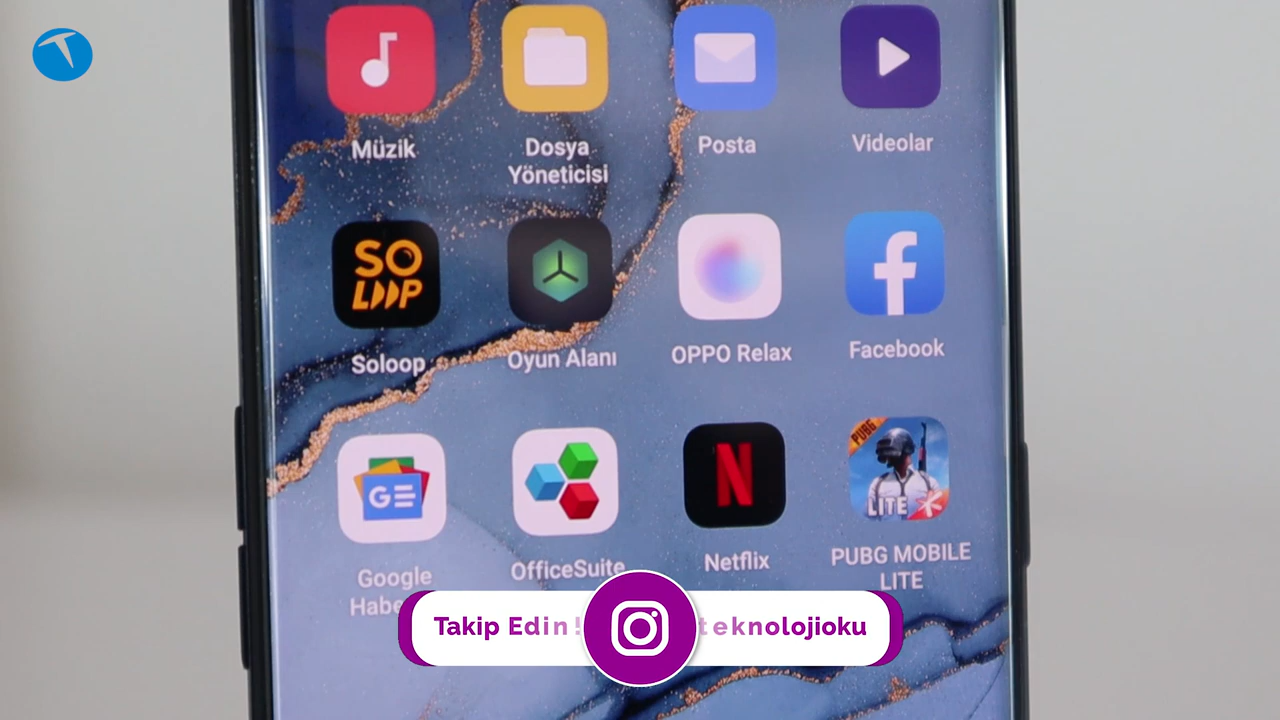 Müzik
Dosya
Yöneticisi
Posta
Videolar
SO
LOOP
Soloop
Oyun Alanı
OPPO Relax
f
Facebook
GE
Google
N
OfficeSuite
Netflix
PUBG
LITE
PUBG MOBILE
LITE
Takip Edin!
teknolojioku